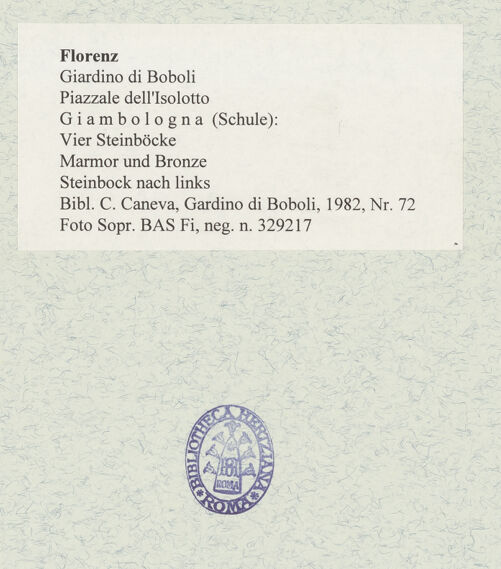 Florenz
Giardino di Boboli
Piazzale dell'Isolotto
G i a m b o l o g n a (Schule):
Vier Steinböcke
Marmor und Bronze
Steinbock nach links
Bibl. C. Caneva, Gardino di Boboli, 1982, Nr. 72
Foto Sopr. BAS Fi, neg. n. 329217
BIBLIOTHECA HERTZIANA
ROMA
ROMA